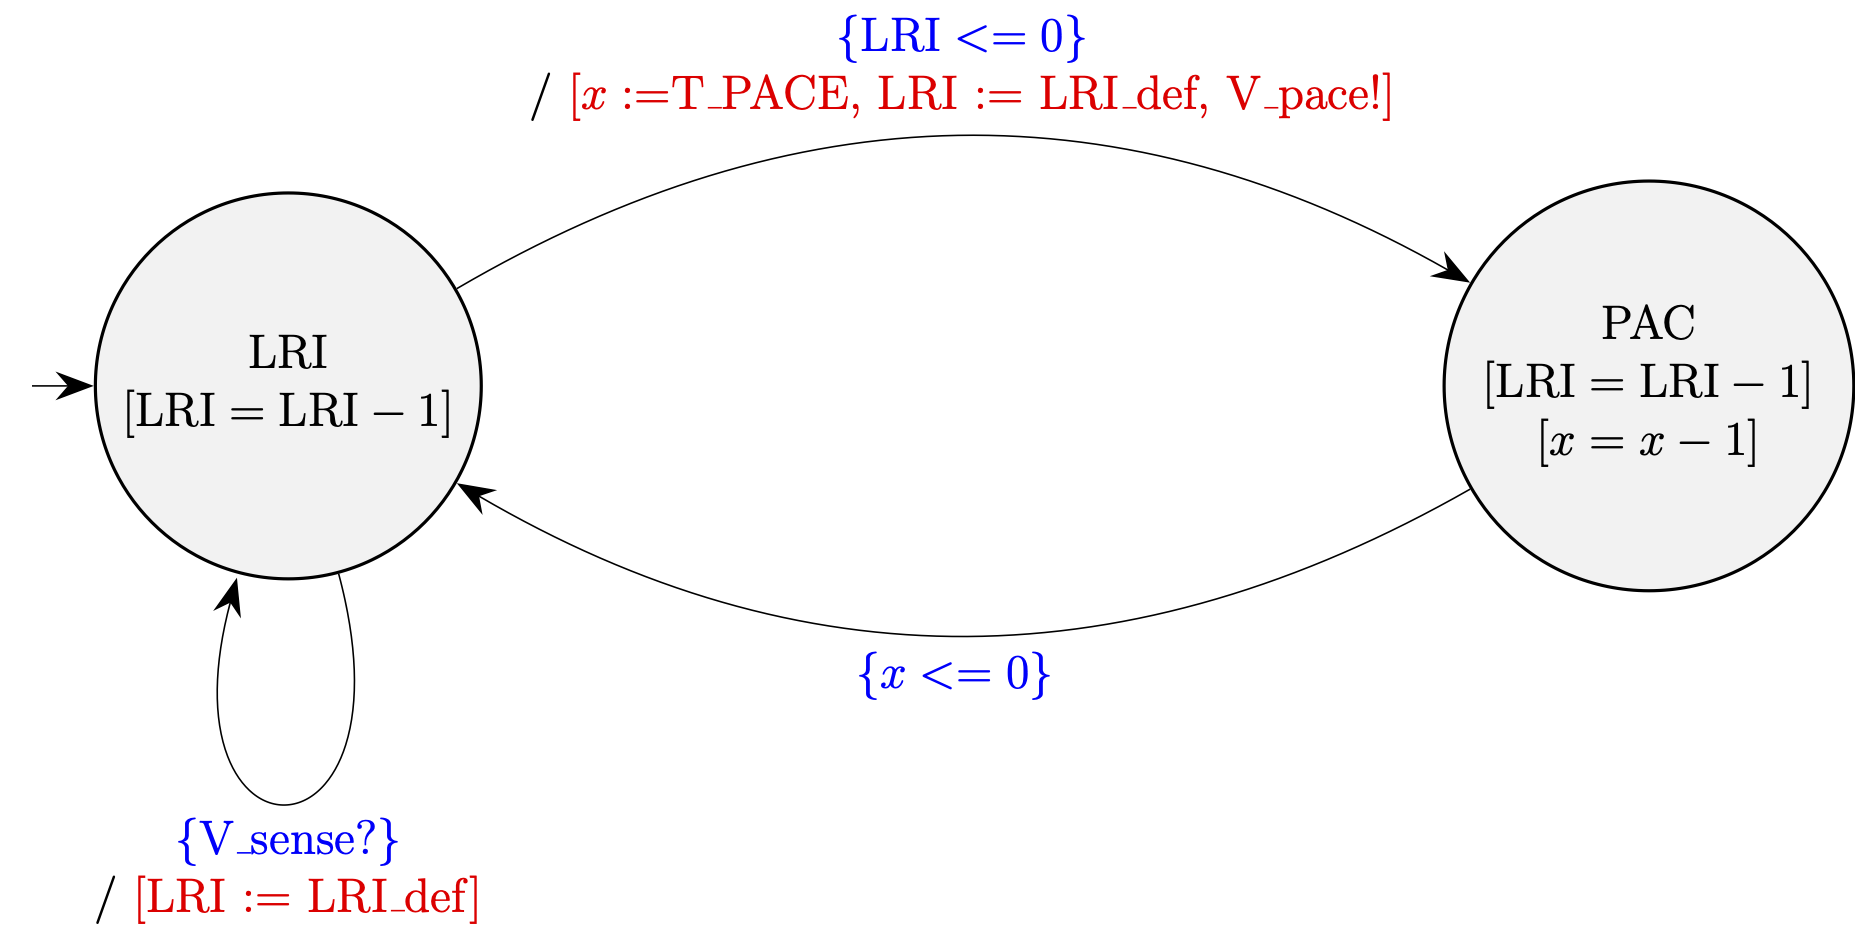 {LRI <= 0}
/ [x :=T_PACE, LRI := LRI_def, V_pace!]
LRI
[LRI = LRI − 1]
PAC
[LRI = LRI − 1]
[x = x − 1]
{x <= 0}
{V_sense?}
/ [LRI := LRI_def]